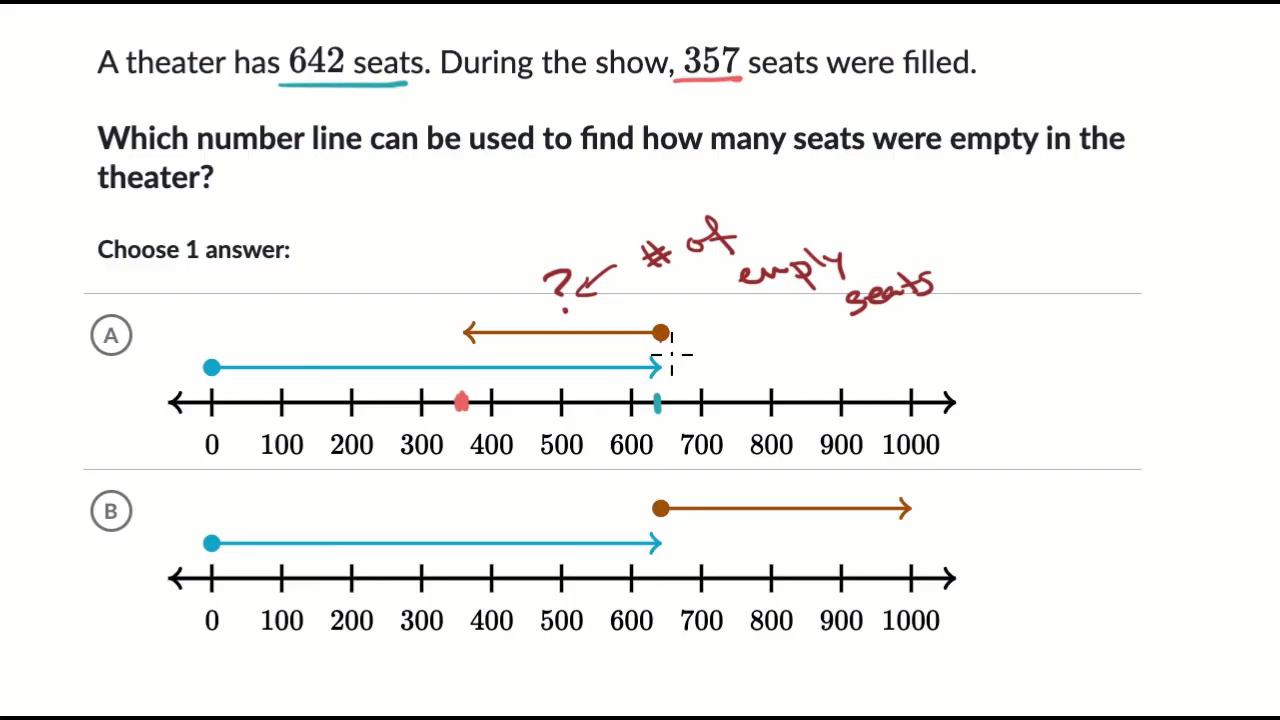 A theater has 642 seats. During the show, 357 seats were filled.
Which number line can be used to find how many seats were empty in the
theater?
Choose 1 answer:
? # of empty seats
A
0 100 200 300 400 500 600 700 800 900 1000
B
0 100 200 300 400 500 600 700 800 900 1000